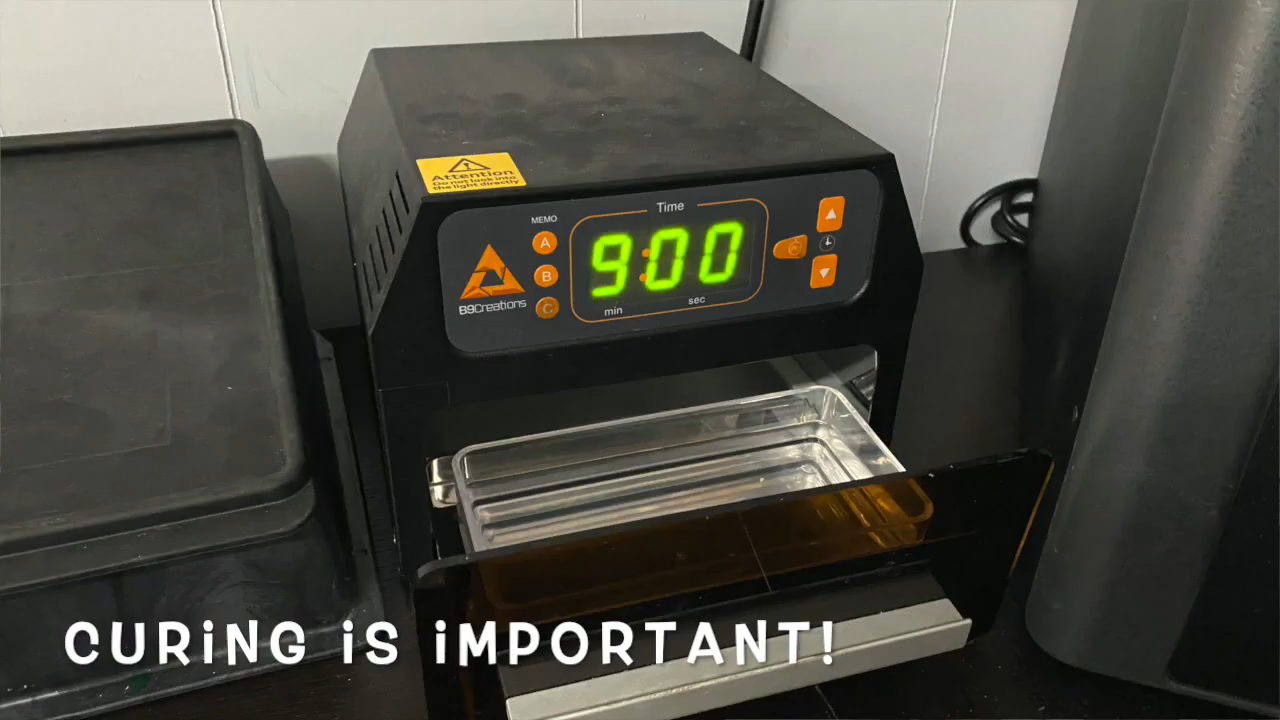 Attention
Do not look into
the light directly
MEMO
Time
A
B
C
9:00
min
sec
B9Creations
CURING IS IMPORTANT!